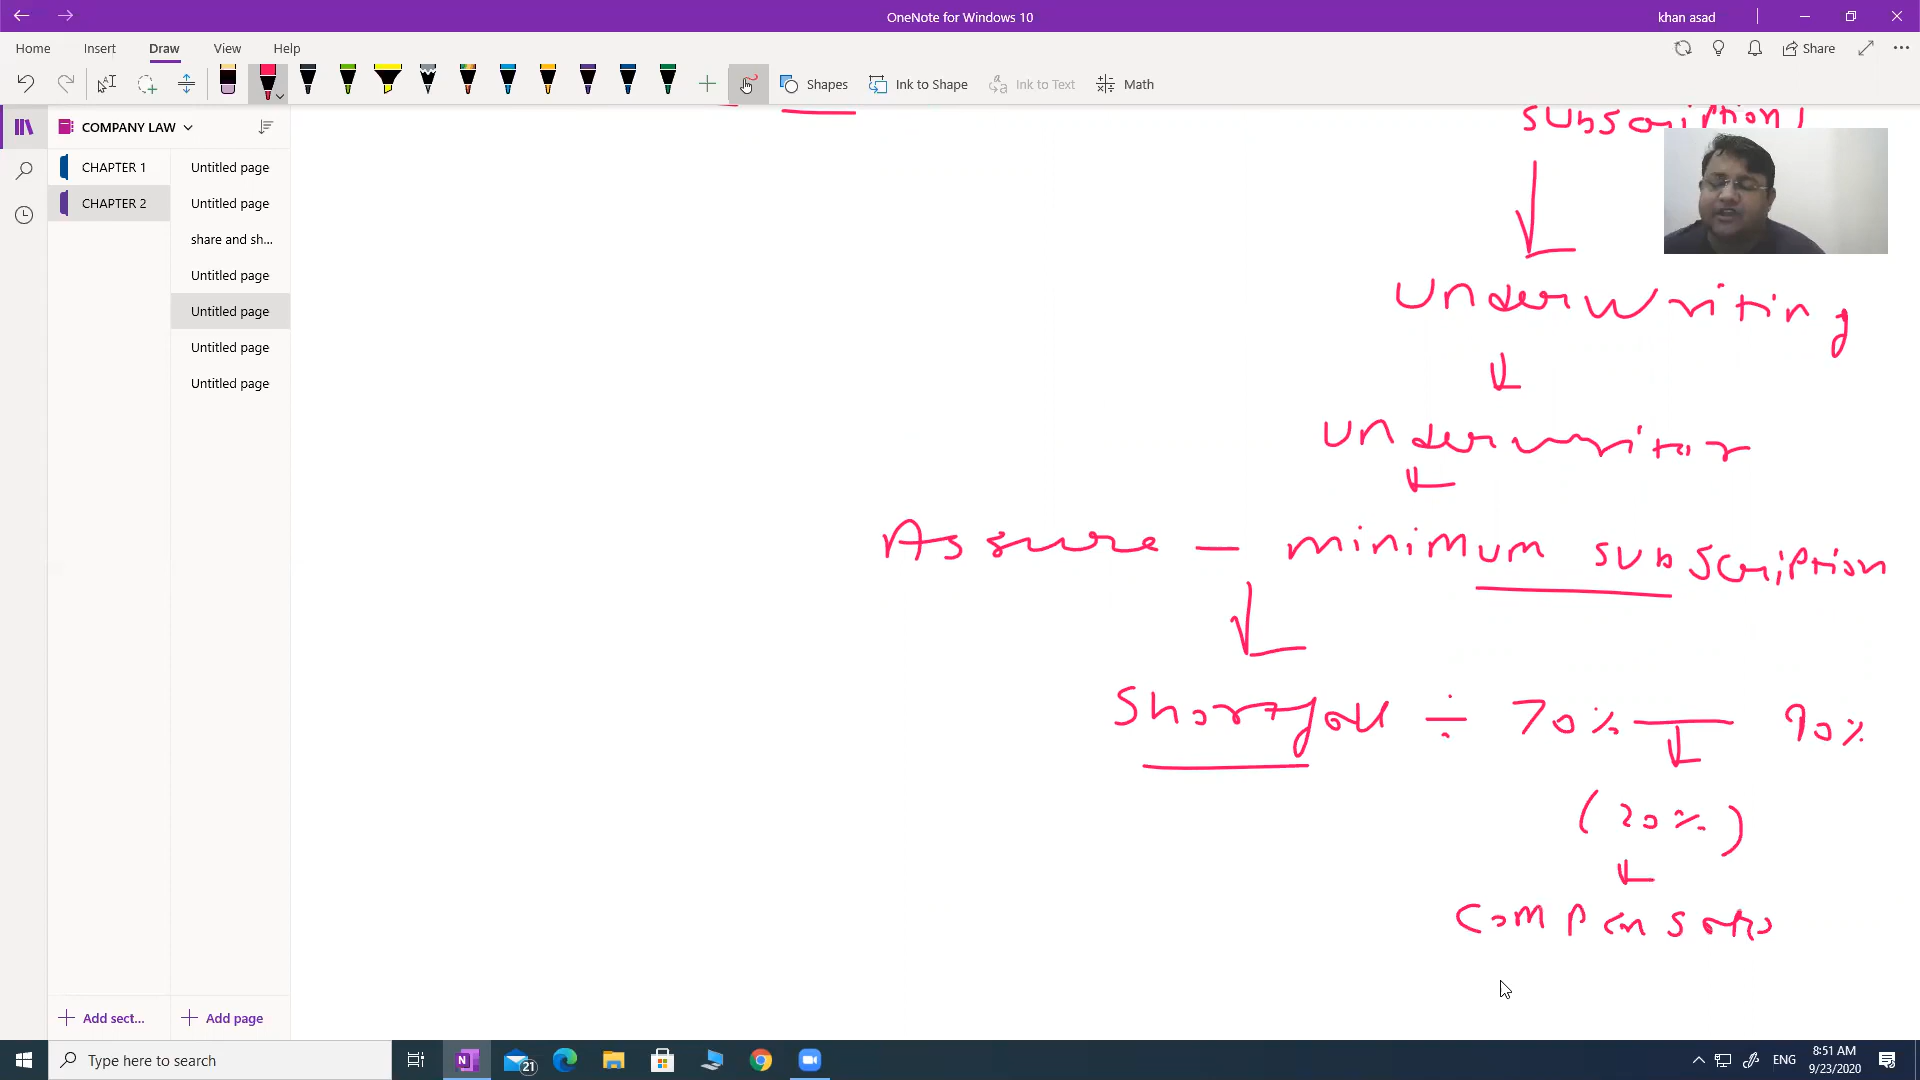 OneNote for Windows 10
khan asad
Home Insert Draw View Help
Share
Shapes Ink to Shape Ink to Text Math
COMPANY LAW
CHAPTER 1
CHAPTER 2
Untitled page
Untitled page
share and sh...
Untitled page
Untitled page
Untitled page
Untitled page
subscription
Underwriting
Underwritor
Assure — minimum subscription
Shortfall ÷ 70% — 90%
(20%)
Compensate
Add sect...
Add page
Type here to search
21
ENG
8:51 AM
9/23/2020